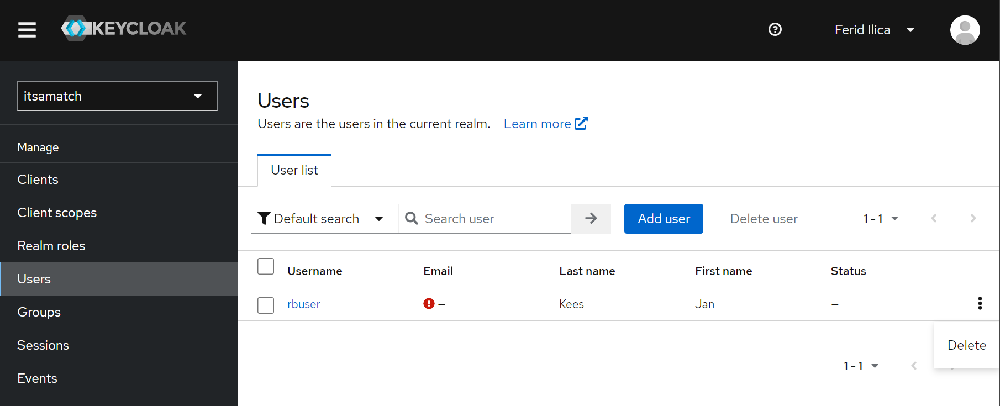 KEYCLOAK
Ferid Ilica
itsamatch
Manage
Clients
Client scopes
Realm roles
Users
Groups
Sessions
Events
Users
Users are the users in the current realm. Learn more
User list
Default search Search user Add user Delete user 1 - 1
Username Email Last name First name Status
rbuser – Kees Jan –
Delete
1 - 1